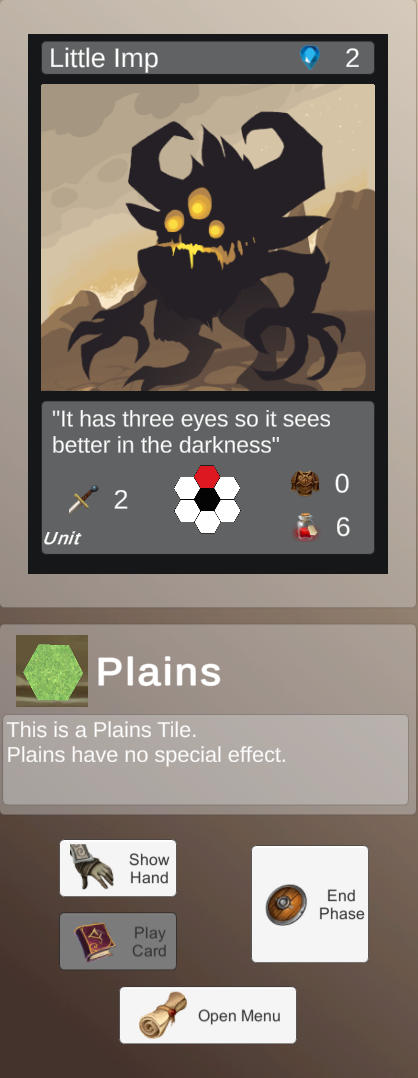 Little Imp 2
"It has three eyes so it sees
better in the darkness"
2
0
6
Unit
Plains
This is a Plains Tile.
Plains have no special effect.
Show
Hand
Play
Card
End
Phase
Open Menu